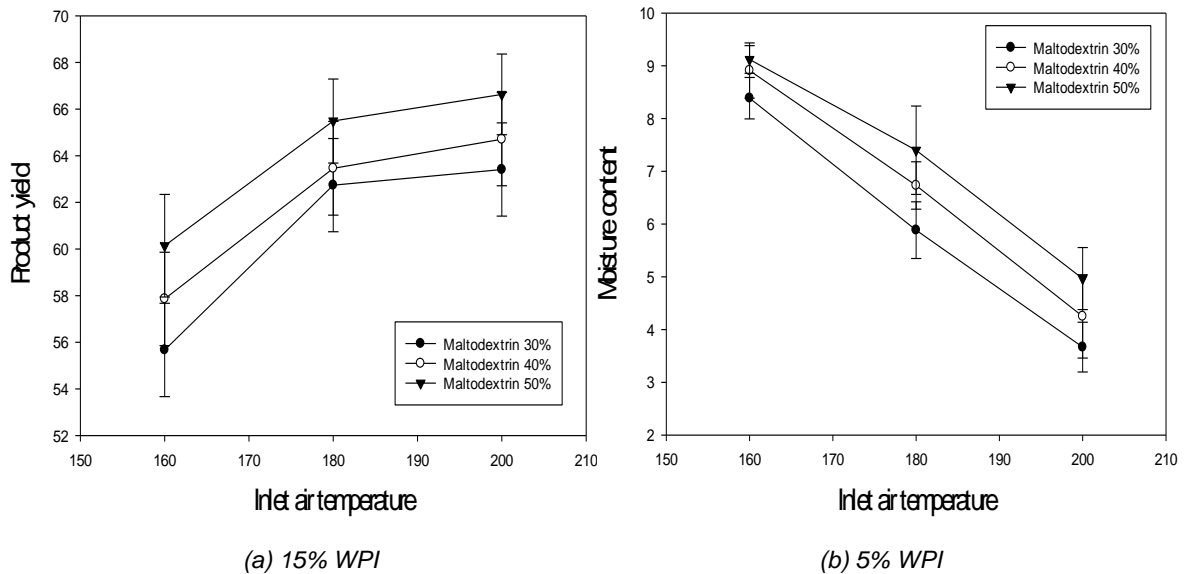 70
68
66
64
62
60
58
56
54
52
150 160 170 180 190 200 210
Product yield
Inlet air temperature
Maltodextrin 30%
Maltodextrin 40%
Maltodextrin 50%
(a) 15% WPI
10
9
8
7
6
5
4
3
2
150 160 170 180 190 200 210
Moisture content
Inlet air temperature
Maltodextrin 30%
Maltodextrin 40%
Maltodextrin 50%
(b) 5% WPI